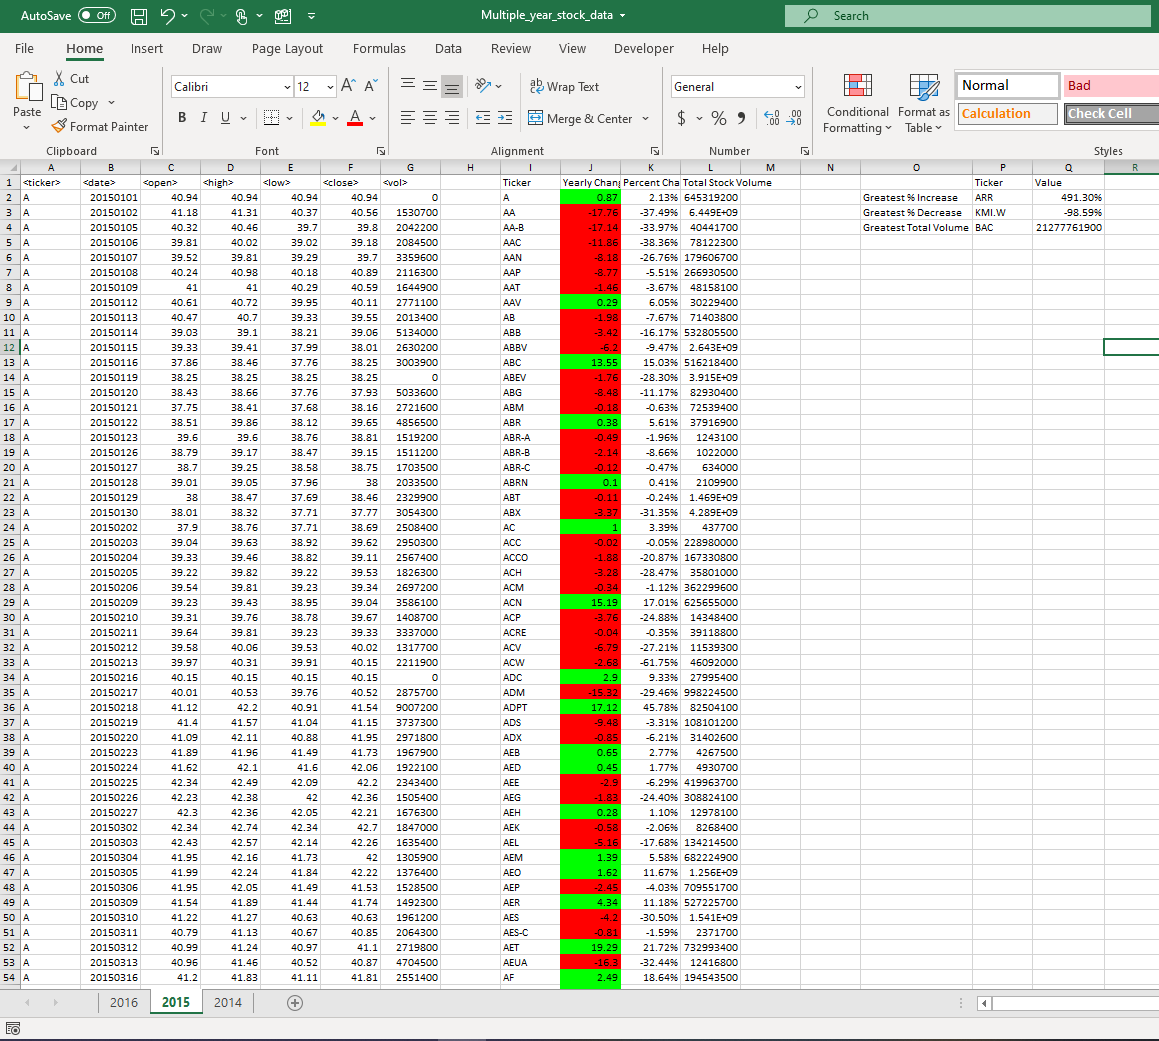 AutoSave Off Multiple_year_stock_data Search
File Home Insert Draw Page Layout Formulas Data Review View Developer Help
Cut
Copy
Paste
Format Painter
Calibri 12
B I U
Wrap Text
Merge & Center
General
$ %
Conditional Formatting
Format as Table
Normal Bad
Calculation Check Cell
Clipboard Font Alignment Number Styles
A B C D E F G H I J K L M N O P Q R
1 <ticker> <date> <open> <high> <low> <close> <vol> Ticker Yearly Chang Percent Cha Total Stock Volume Ticker Value
2 A 20150101 40.94 40.94 40.94 40.94 0 A 0.87 2.13% 645319200 Greatest % Increase ARR 491.30%
3 A 20150102 41.18 41.31 40.37 40.56 1530700 AA -17.76 -37.49% 6.449E+09 Greatest % Decrease KMI.W -98.59%
4 A 20150105 40.32 40.46 39.7 39.8 2042200 AA-B -17.14 -33.97% 40441700 Greatest Total Volume BAC 21277761900
5 A 20150106 39.81 40.02 39.02 39.18 2084500 AAC -11.86 -38.36% 78122300
6 A 20150107 39.52 39.81 39.29 39.7 3359600 AAN -8.18 -26.76% 179606700
7 A 20150108 40.24 40.98 40.18 40.89 2116300 AAP -8.77 -5.51% 266930500
8 A 20150109 41 41 40.29 40.59 1644900 AAT -1.46 -3.67% 48158100
9 A 20150112 40.61 40.72 39.95 40.11 2771100 AAV 0.29 6.05% 30229400
10 A 20150113 40.47 40.7 39.33 39.55 2013400 AB -1.98 -7.67% 71403800
11 A 20150114 39.03 39.1 38.21 39.06 5134000 ABB -3.42 -16.17% 532805500
12 A 20150115 39.33 39.41 37.99 38.01 2630200 ABBV -6.2 -9.47% 2.643E+09
13 A 20150116 37.86 38.46 37.76 38.25 3003900 ABC 13.55 15.03% 516218400
14 A 20150119 38.25 38.25 38.25 38.25 0 ABEV -1.76 -28.30% 3.915E+09
15 A 20150120 38.43 38.66 37.76 37.93 5033600 ABG -8.48 -11.17% 82930400
16 A 20150121 37.75 38.41 37.68 38.16 2721600 ABM -0.18 -0.63% 72539400
17 A 20150122 38.51 39.86 38.12 39.65 4856500 ABR 0.38 5.61% 37916900
18 A 20150123 39.6 39.6 38.76 38.81 1519200 ABR-A -0.49 -1.96% 1243100
19 A 20150126 38.79 39.17 38.47 39.15 1511200 ABR-B -2.14 -8.66% 1022000
20 A 20150127 38.7 39.25 38.58 38.75 1703500 ABR-C -0.12 -0.47% 634000
21 A 20150128 39.01 39.05 37.96 38 2033500 ABRN 0.1 0.41% 2109900
22 A 20150129 38 38.47 37.69 38.46 2329900 ABT -0.11 -0.24% 1.469E+09
23 A 20150130 38.01 38.32 37.71 37.77 3054300 ABX -3.37 -31.35% 4.289E+09
24 A 20150202 37.9 38.76 37.71 38.69 2508400 AC 1 3.39% 437700
25 A 20150203 39.04 39.63 38.92 39.62 2950300 ACC -0.02 -0.05% 228980000
26 A 20150204 39.33 39.46 38.82 39.11 2567400 ACCO -1.88 -20.87% 167330800
27 A 20150205 39.22 39.82 39.22 39.53 1826300 ACH -3.28 -28.47% 35801000
28 A 20150206 39.54 39.81 39.23 39.34 2697200 ACM -0.34 -1.12% 362299600
29 A 20150209 39.23 39.43 38.95 39.04 3586100 ACN 15.19 17.01% 625655000
30 A 20150210 39.31 39.76 38.78 39.67 1408700 ACP -3.76 -24.88% 14348400
31 A 20150211 39.64 39.81 39.23 39.33 3337000 ACRE -0.04 -0.35% 39118800
32 A 20150212 39.58 40.06 39.53 40.02 1317700 ACV -6.79 -27.21% 11539300
33 A 20150213 39.97 40.31 39.91 40.15 2211900 ACW -2.68 -61.75% 46092000
34 A 20150216 40.15 40.15 40.15 40.15 0 ADC 2.9 9.33% 27995400
35 A 20150217 40.01 40.53 39.76 40.52 2875700 ADM -15.32 -29.46% 998224500
36 A 20150218 41.12 42.2 40.91 41.54 9007200 ADPT 17.12 45.78% 82504100
37 A 20150219 41.4 41.57 41.04 41.15 3737300 ADS -9.48 -3.31% 108101200
38 A 20150220 41.09 42.11 40.88 41.95 2971800 ADX -0.85 -6.21% 31402600
39 A 20150223 41.89 41.96 41.49 41.73 1967900 AEB 0.65 2.77% 4267500
40 A 20150224 41.62 42.1 41.6 42.06 1922100 AED 0.45 1.77% 4930700
41 A 20150225 42.34 42.49 42.09 42.2 2343400 AEE -2.9 -6.29% 419963700
42 A 20150226 42.23 42.38 42 42.36 1505400 AEG -1.83 -24.40% 308824100
43 A 20150227 42.3 42.36 42.05 42.21 1676300 AEH 0.28 1.10% 12978100
44 A 20150302 42.34 42.74 42.34 42.7 1847000 AEK -0.53 -2.06% 8268400
45 A 20150303 42.43 42.57 42.14 42.26 1635400 AEL -5.16 -17.68% 134214500
46 A 20150304 41.95 42.16 41.73 42 1305900 AEM 1.39 5.58% 682224900
47 A 20150305 41.99 42.24 41.84 42.22 1376400 AEO 1.62 11.67% 1.256E+09
48 A 20150306 41.95 42.05 41.49 41.53 1528500 AEP -2.45 -4.03% 709551700
49 A 20150309 41.54 41.89 41.44 41.74 1492300 AER 4.34 11.18% 527225700
50 A 20150310 41.22 41.27 40.63 40.63 1961200 AES -4.2 -30.50% 1.541E+09
51 A 20150311 40.79 41.13 40.67 40.85 2064300 AES-C -0.81 -1.59% 2371700
52 A 20150312 40.99 41.24 40.97 41.1 2719800 AET 19.29 21.72% 732993400
53 A 20150313 40.96 41.46 40.52 40.87 4704500 AEUA -16.3 -32.44% 12416800
54 A 20150316 41.2 41.83 41.11 41.81 2551400 AF 2.49 18.64% 194543500
2016 2015 2014